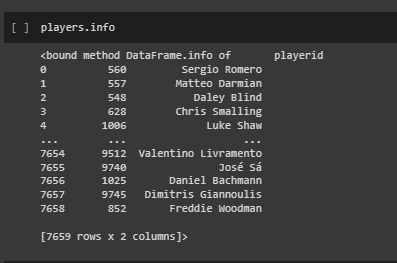 [ ] players.info
<bound method DataFrame.info of       playerid
0          560          Sergio Romero
1          557         Matteo Darmian
2          548            Daley Blind
3          628         Chris Smalling
4         1006              Luke Shaw
...        ...                    ...
7654      9512   Valentino Livramento
7655      9740                José Sá
7656      1025        Daniel Bachmann
7657      9745    Dimitris Giannoulis
7658       852        Freddie Woodman
[7659 rows x 2 columns]>